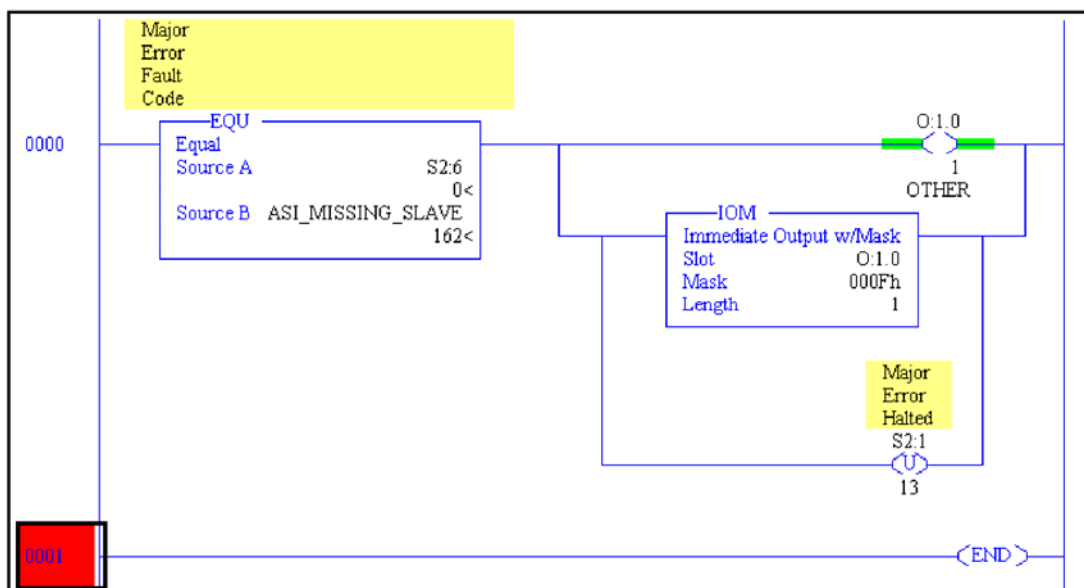 Major
Error
Fault
Code
0000
EQU
Equal
Source A S2:6
0<
Source B ASI_MISSING_SLAVE
162<
O:1.0
1
OTHER
IOM
Immediate Output w/Mask
Slot O:1.0
Mask 000Fh
Length 1
Major
Error
Halted
S2:1
U
13
0001
END